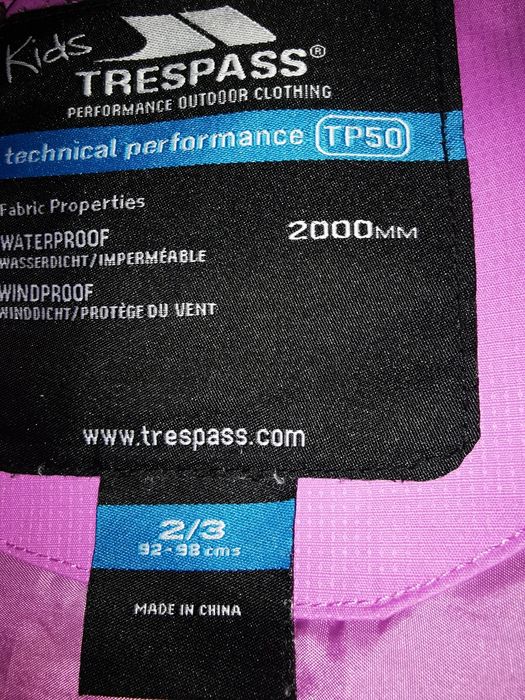 Kids
TRESPASS®
PERFORMANCE OUTDOOR CLOTHING
technical performance TP50
Fabric Properties
WATERPROOF 2000MM
WASSERDICHT/IMPERMÉABLE
WINDPROOF
WINDDICHT/PROTÈGE DU VENT
www.trespass.com
2/3
92-98 cms
MADE IN CHINA